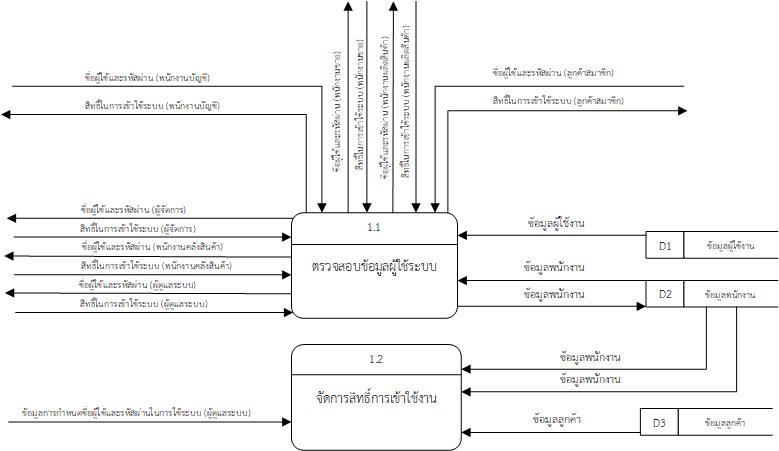 ชื่อผู้ใช้และรหัสผ่าน (พนักงานบัญชี)
สิทธิ์ในการเข้าใช้ระบบ (พนักงานบัญชี)
ชื่อผู้ใช้และรหัสผ่าน (พนักงานขาย)
สิทธิ์ในการเข้าใช้ระบบ (พนักงานขาย)
ชื่อผู้ใช้และรหัสผ่าน (พนักงานผลิตสินค้า)
สิทธิ์ในการเข้าใช้ระบบ (พนักงานผลิตสินค้า)
ชื่อผู้ใช้และรหัสผ่าน (ลูกค้าสมาชิก)
สิทธิ์ในการเข้าใช้ระบบ (ลูกค้าสมาชิก)
ชื่อผู้ใช้และรหัสผ่าน (ผู้จัดการ)
สิทธิ์ในการเข้าใช้ระบบ (ผู้จัดการ)
ชื่อผู้ใช้และรหัสผ่าน (พนักงานคลังสินค้า)
สิทธิ์ในการเข้าใช้ระบบ (พนักงานคลังสินค้า)
ชื่อผู้ใช้และรหัสผ่าน (ผู้ดูแลระบบ)
สิทธิ์ในการเข้าใช้ระบบ (ผู้ดูแลระบบ)
1.1
ตรวจสอบข้อมูลผู้ใช้ระบบ
ข้อมูลผู้ใช้งาน
D1 ข้อมูลผู้ใช้งาน
ข้อมูลพนักงาน
ข้อมูลพนักงาน
D2 ข้อมูลพนักงาน
1.2
จัดการสิทธิ์การเข้าใช้งาน
ข้อมูลพนักงาน
ข้อมูลพนักงาน
ข้อมูลการกำหนดชื่อผู้ใช้และรหัสผ่านในการใช้ระบบ (ผู้ดูแลระบบ)
ข้อมูลลูกค้า
D3 ข้อมูลลูกค้า